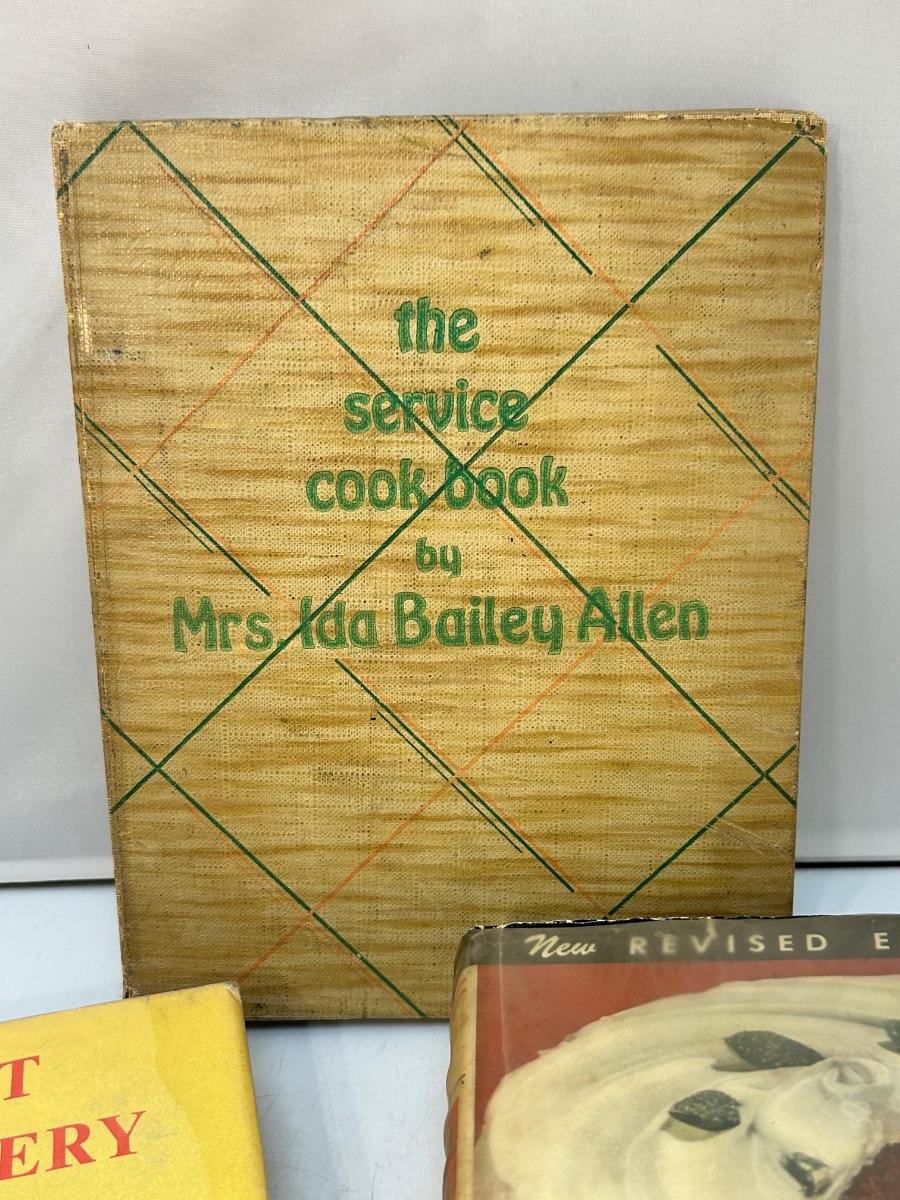 the
service
cook book
by
Mrs. Ida Bailey Allen
New REVISED E
T
ERY